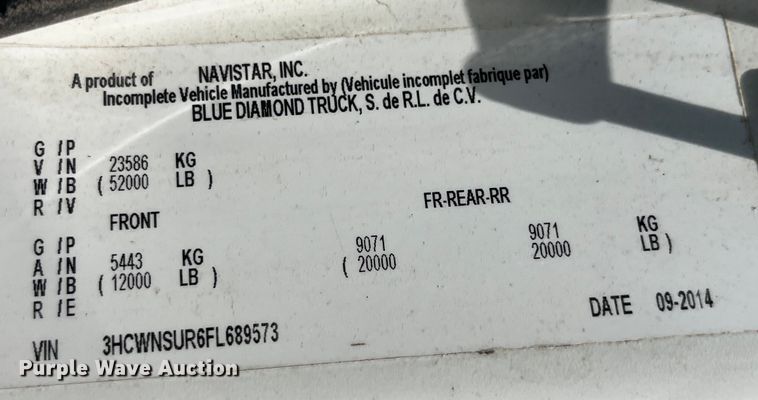 A product of NAVISTAR, INC.
Incomplete Vehicle Manufactured by (Vehicule incomplet fabrique par)
BLUE DIAMOND TRUCK, S. de R.L. de C.V.
G /P
V /N 23586 KG
W /B ( 52000 LB )
R /V
FRONT FR-REAR-RR
G /P
A /N 5443 KG 9071 9071 KG
W /B ( 12000 LB ) ( 20000 20000 LB )
R /E
DATE 09-2014
VIN 3HCWNSUR6FL689573
Purple Wave Auction